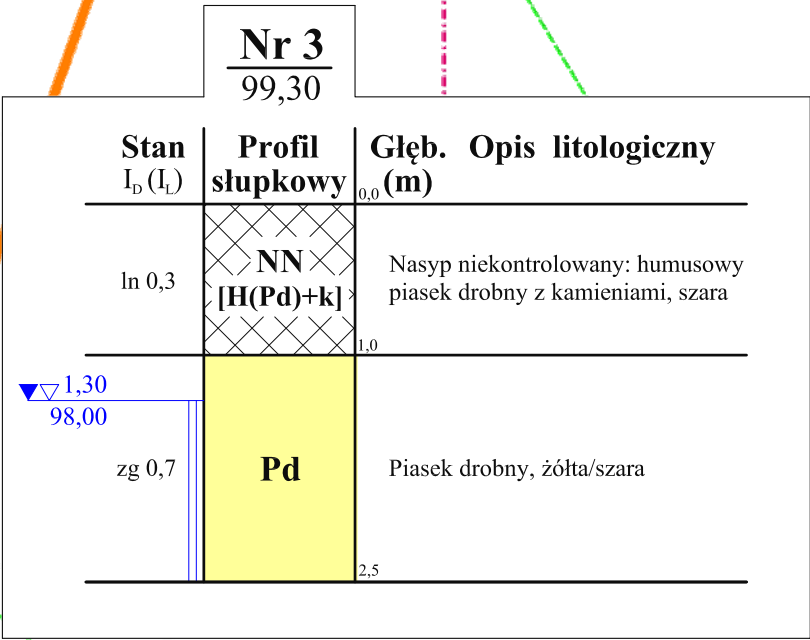 Nr 3
99,30
Stan Profil Głęb. Opis litologiczny
I_D (I_L) słupkowy (m)
0,0
ln 0,3
NN
[H(Pd)+k]
Nasyp niekontrolowany: humusowy
piasek drobny z kamieniami, szara
1,0
1,30
98,00
zg 0,7
Pd
Piasek drobny, żółta/szara
2,5